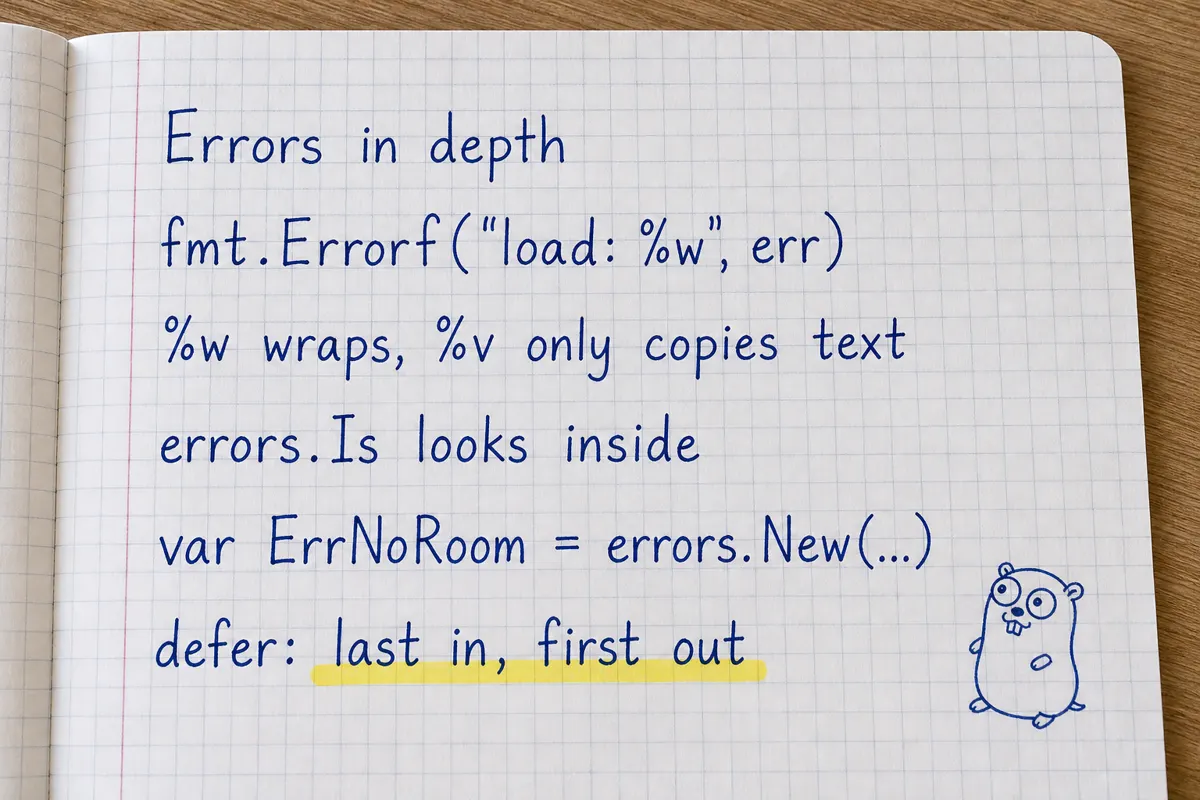 Errors in depth
fmt.Errorf("load: %w", err)
%w wraps, %v only copies text
errors.Is looks inside
var ErrNoRoom = errors.New(...)
defer: last in, first out